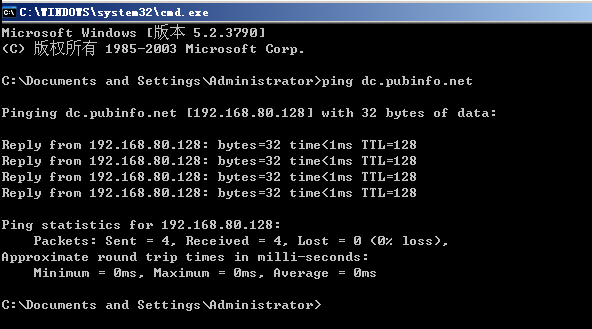 C:\WINDOWS\system32\cmd.exe
Microsoft Windows [版本 5.2.3790]
(C) 版权所有 1985-2003 Microsoft Corp.
C:\Documents and Settings\Administrator>ping dc.pubinfo.net
Pinging dc.pubinfo.net [192.168.80.128] with 32 bytes of data:
Reply from 192.168.80.128: bytes=32 time<1ms TTL=128
Reply from 192.168.80.128: bytes=32 time<1ms TTL=128
Reply from 192.168.80.128: bytes=32 time<1ms TTL=128
Reply from 192.168.80.128: bytes=32 time<1ms TTL=128
Ping statistics for 192.168.80.128:
Packets: Sent = 4, Received = 4, Lost = 0 (0% loss),
Approximate round trip times in milli-seconds:
Minimum = 0ms, Maximum = 0ms, Average = 0ms
C:\Documents and Settings\Administrator>